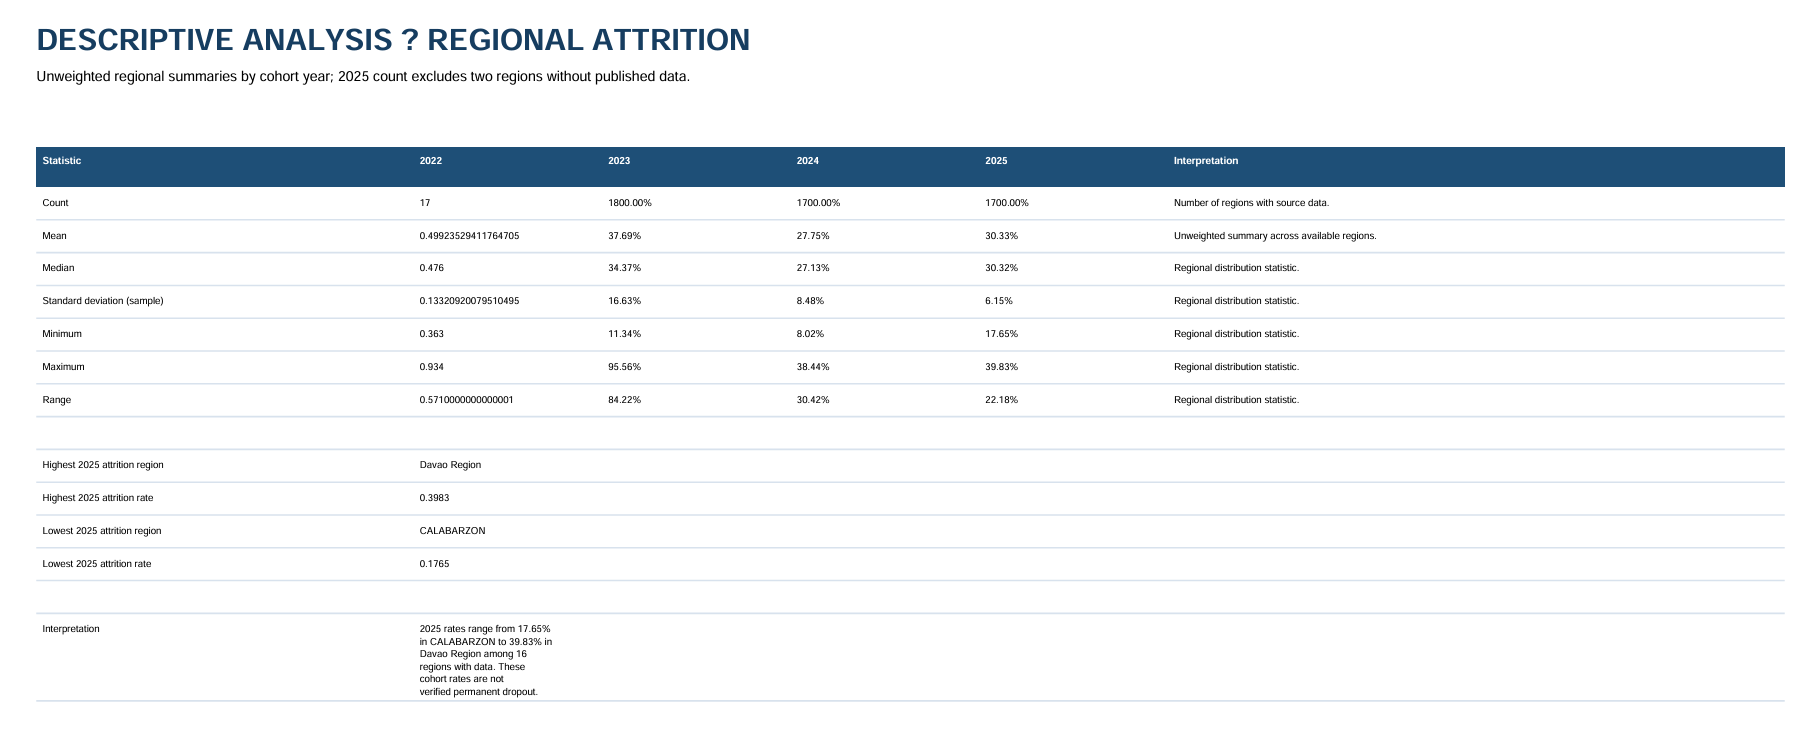 DESCRIPTIVE ANALYSIS ? REGIONAL ATTRITION
Unweighted regional summaries by cohort year; 2025 count excludes two regions without published data.
Statistic 2022 2023 2024 2025 Interpretation
Count 17 1800.00% 1700.00% 1700.00% Number of regions with source data.
Mean 0.49923529411764705 37.69% 27.75% 30.33% Unweighted summary across available regions.
Median 0.476 34.37% 27.13% 30.32% Regional distribution statistic.
Standard deviation (sample) 0.13320920079510495 16.63% 8.48% 6.15% Regional distribution statistic.
Minimum 0.363 11.34% 8.02% 17.65% Regional distribution statistic.
Maximum 0.934 95.56% 38.44% 39.83% Regional distribution statistic.
Range 0.5710000000000001 84.22% 30.42% 22.18% Regional distribution statistic.
Highest 2025 attrition region Davao Region
Highest 2025 attrition rate 0.3983
Lowest 2025 attrition region CALABARZON
Lowest 2025 attrition rate 0.1765
Interpretation 2025 rates range from 17.65%
in CALABARZON to 39.83% in
Davao Region among 16
regions with data. These
cohort rates are not
verified permanent dropout.